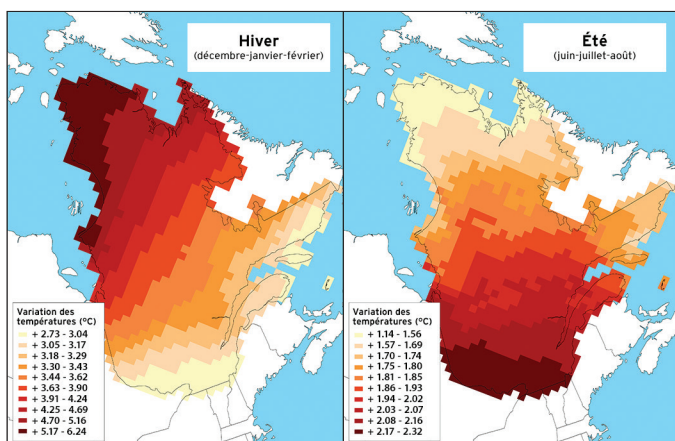 Hiver
(décembre-janvier-février)
Variation des
températures (°C)
+ 2.73 - 3.04
+ 3.05 - 3.17
+ 3.18 - 3.29
+ 3.30 - 3.43
+ 3.44 - 3.62
+ 3.63 - 3.90
+ 3.91 - 4.24
+ 4.25 - 4.69
+ 4.70 - 5.16
+ 5.17 - 6.24
Été
(juin-juillet-août)
Variation des
températures (°C)
+ 1.14 - 1.56
+ 1.57 - 1.69
+ 1.70 - 1.74
+ 1.75 - 1.80
+ 1.81 - 1.85
+ 1.86 - 1.93
+ 1.94 - 2.02
+ 2.03 - 2.07
+ 2.08 - 2.16
+ 2.17 - 2.32